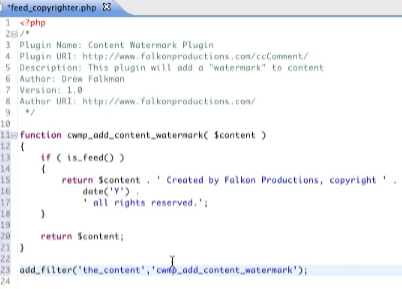 *feed_copyrighter.php
1 <?php
2 /*
3 Plugin Name: Content Watermark Plugin
4 Plugin URI: http://www.falkonproductions.com/ccComment/
5 Description: This plugin will add a "watermark" to content
6 Author: Drew Falkman
7 Version: 1.0
8 Author URI: http://www.falkonproductions.com/
9 */
10
11 function cwmp_add_content_watermark( $content )
12 {
13 if ( is_feed() )
14 {
15 return $content . ' Created by Falkon Productions, copyright ' .
16 date('Y') .
17 ' all rights reserved.';
18 }
19
20 return $content;
21 }
22
23 add_filter('the_content','cwmp_add_content_watermark');
24